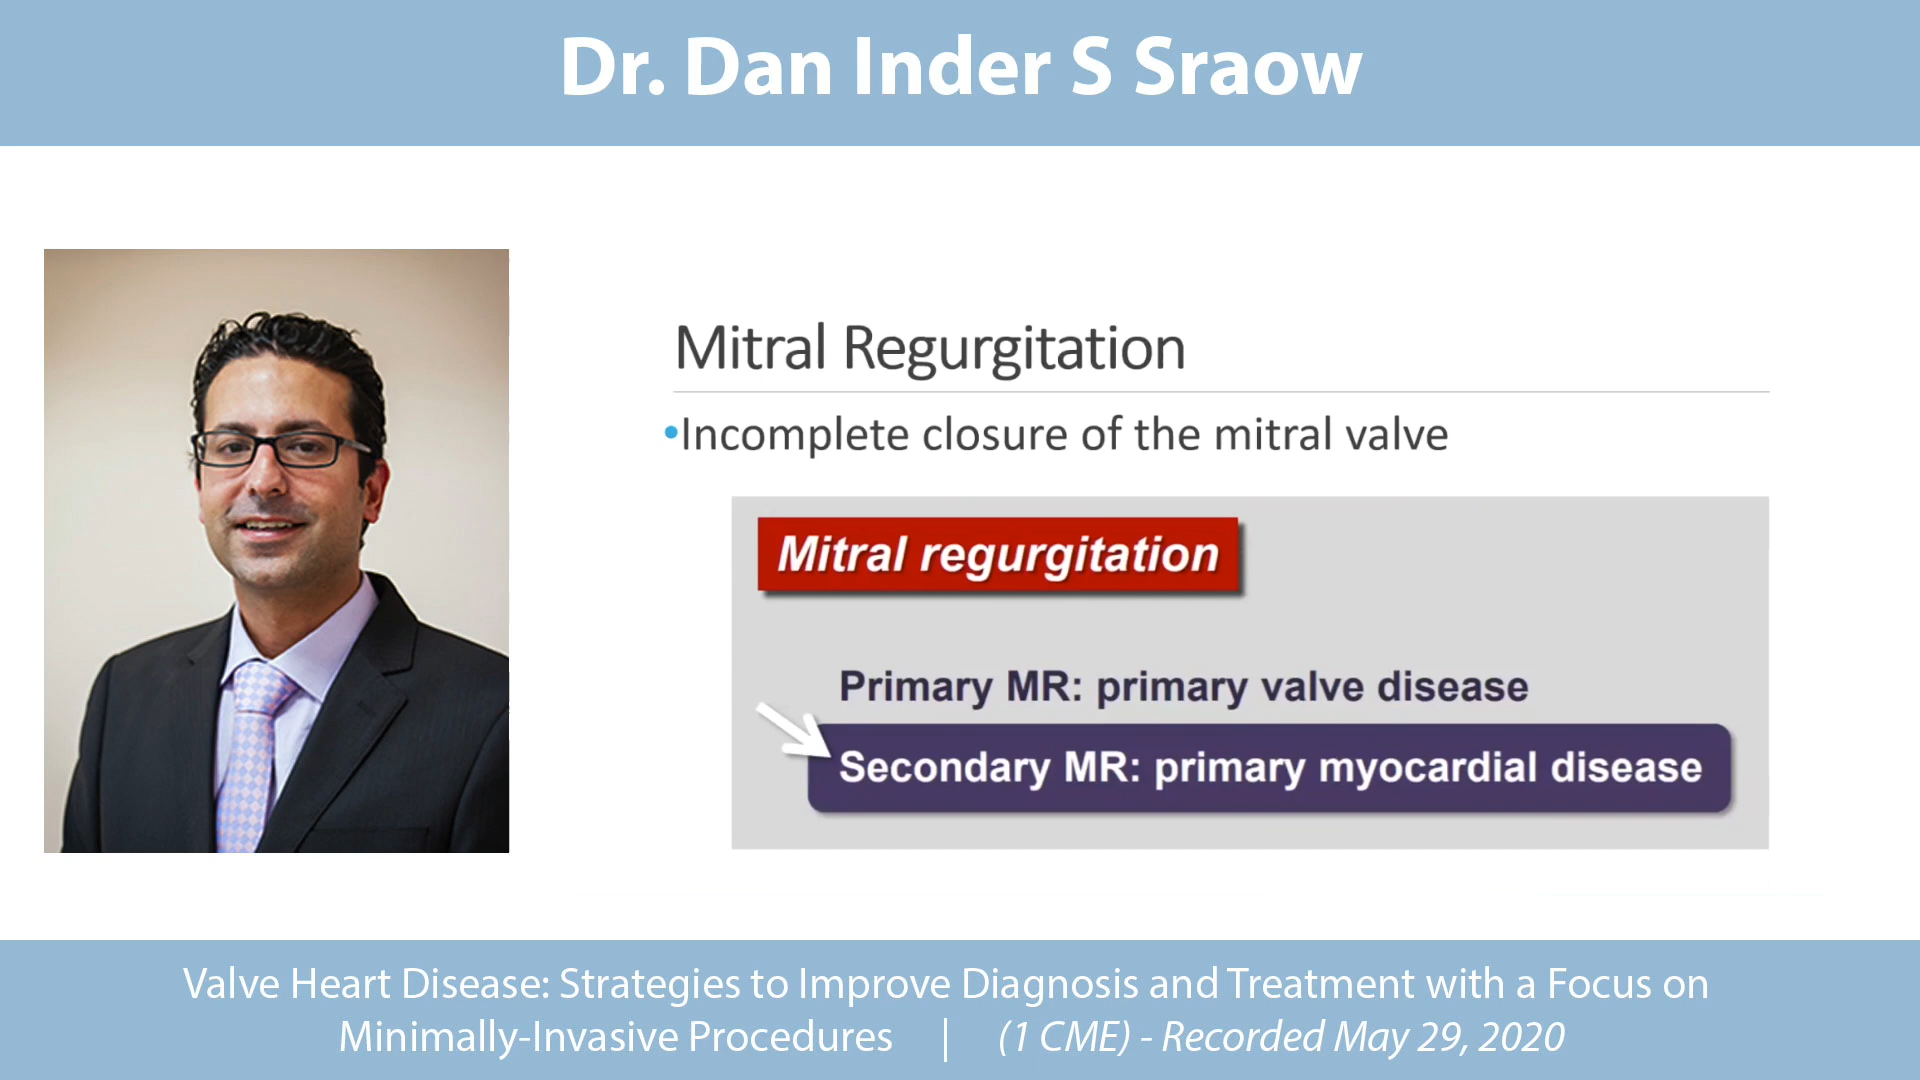 Dr. Dan Inder S Sraow
Mitral Regurgitation
•Incomplete closure of the mitral valve
Mitral regurgitation
Primary MR: primary valve disease
Secondary MR: primary myocardial disease
Valve Heart Disease: Strategies to Improve Diagnosis and Treatment with a Focus on
Minimally-Invasive Procedures | (1 CME) - Recorded May 29, 2020